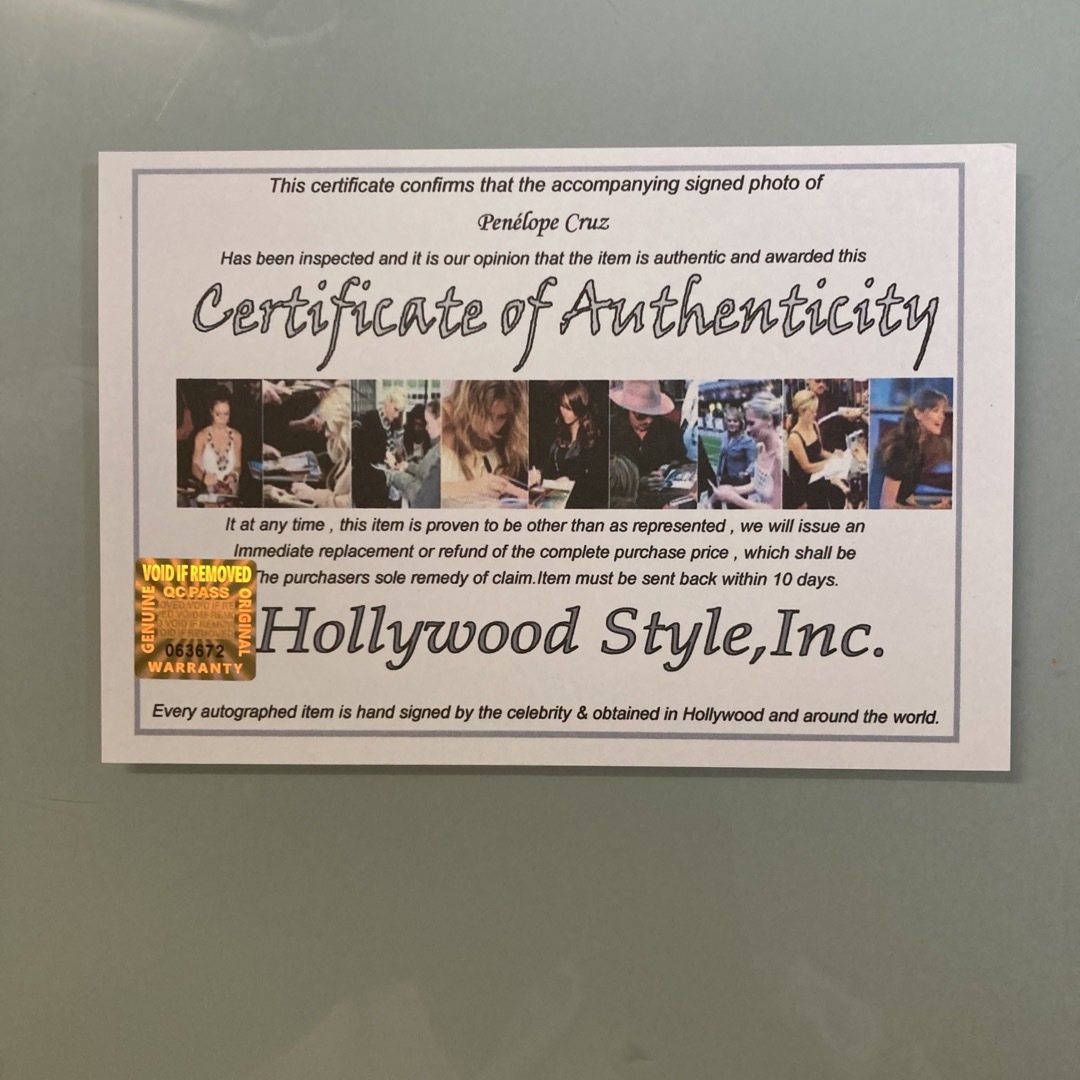 This certificate confirms that the accompanying signed photo of
Penélope Cruz
Has been inspected and it is our opinion that the item is authentic and awarded this
Certificate of Authenticity
It at any time , this item is proven to be other than as represented , we will issue an
Immediate replacement or refund of the complete purchase price , which shall be
he purchasers sole remedy of claim.Item must be sent back within 10 days.
VOID IF REMOVED
QC PASS
GENUINE
ORIGINAL
063672
WARRANTY
Hollywood Style,Inc.
Every autographed item is hand signed by the celebrity & obtained in Hollywood and around the world.